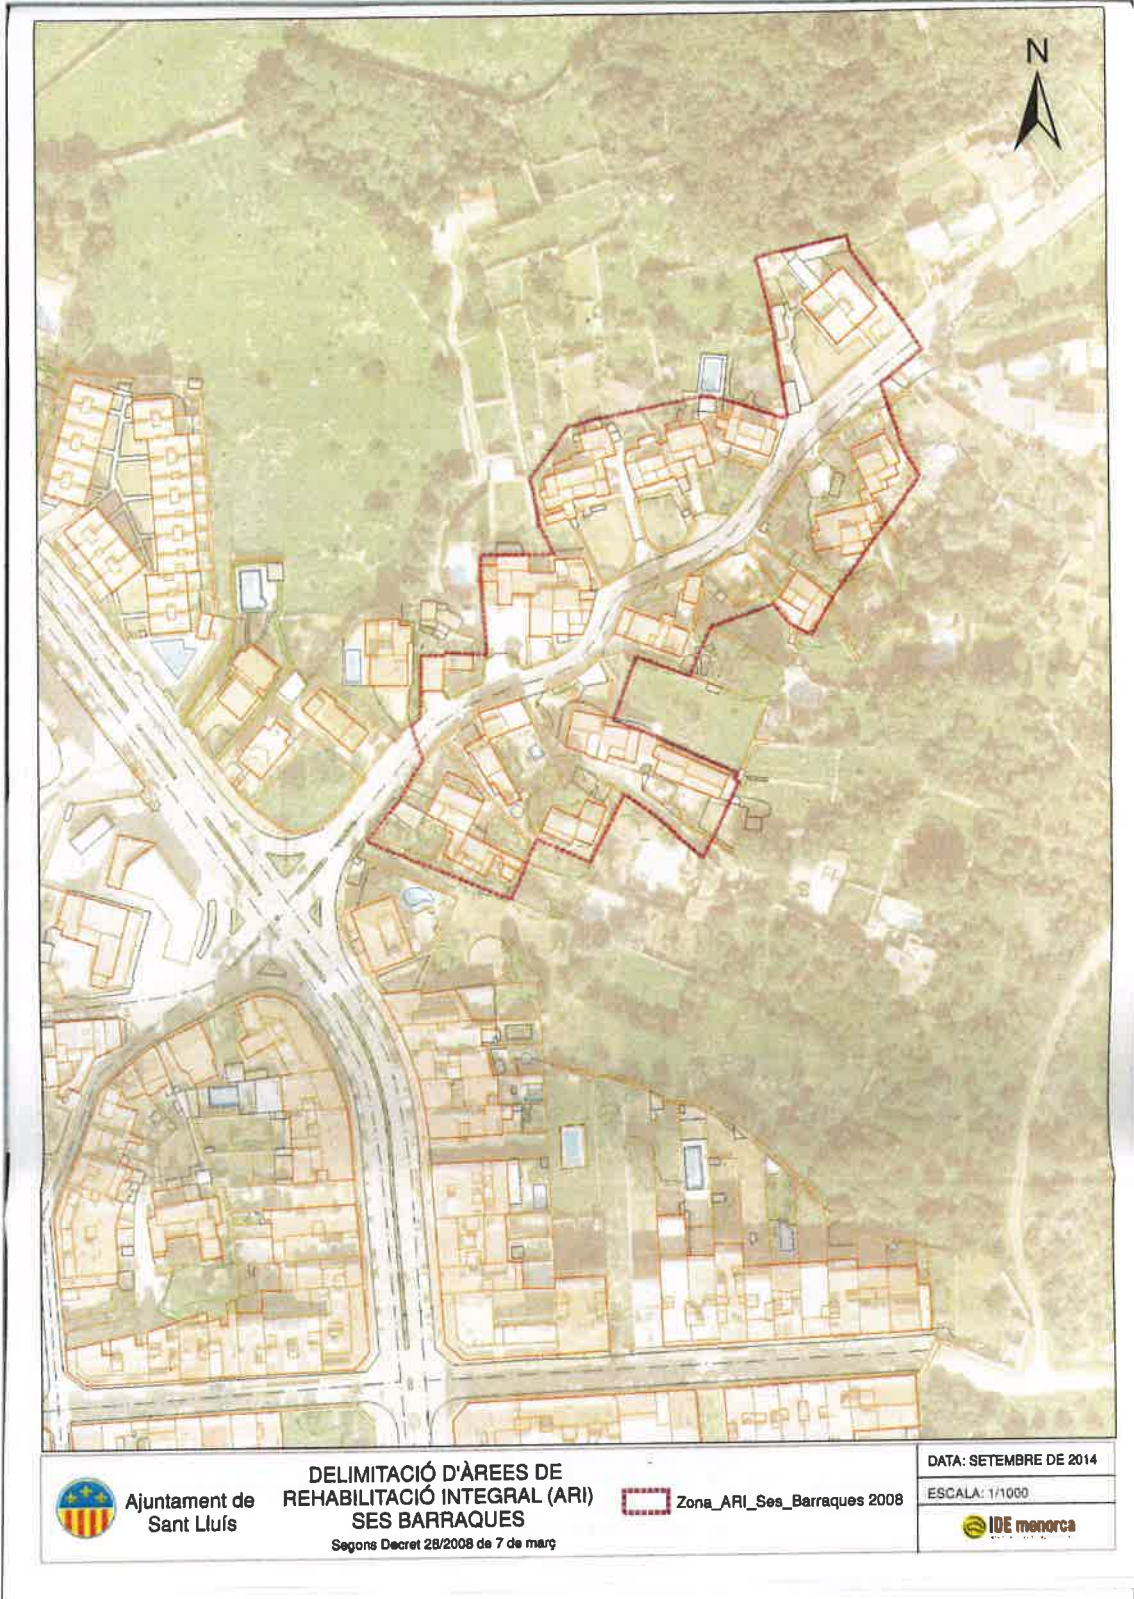 N
Ajuntament de
Sant Lluís
DELIMITACIÓ D'ÀREES DE
REHABILITACIÓ INTEGRAL (ARI)
SES BARRAQUES
Segons Decret 28/2008 de 7 de març
Zona_ARI_Ses_Barraques 2008
DATA: SETEMBRE DE 2014
ESCALA: 1/1000
IDE menorca